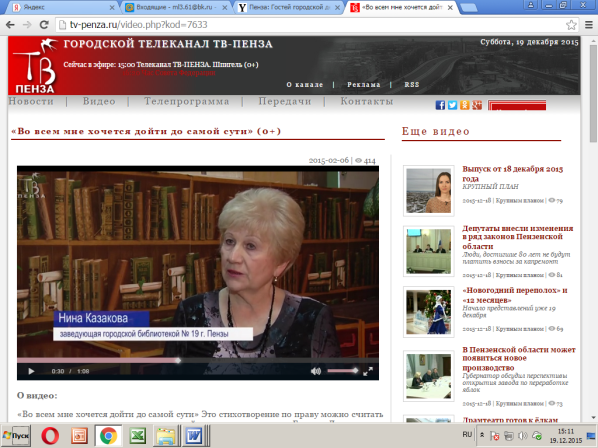 Яндекс
Входящие - ml3.61@bk.ru -
Пенза: Гостей городского
«Во всем мне хочется дой
tv-penza.ru/video.php?kod=7633
ТВ
ПЕНЗА
ГОРОДСКОЙ ТЕЛЕКАНАЛ ТВ-ПЕНЗА
Суббота, 19 декабря 2015
Сейчас в эфире: 15:00 Телеканал ТВ-ПЕНЗА. Шпигель (0+)
О канале | Реклама | RSS
Новости | Видео | Телепрограмма | Передачи | Контакты
«Во всем мне хочется дойти до самой сути» (0+)
2015-02-06 | 414
ТВ
ПЕНЗА
Нина Казакова
заведующая городской библиотекой № 19 г. Пензы
0:30 / 1:08
О видео:
«Во всем мне хочется дойти до самой сути» Это стихотворение по праву можно считать
Еще видео
Выпуск от 18 декабря 2015
года
КРУПНЫЙ ПЛАН
2015-12-18 | Крупным планом | 79
Депутаты внесли изменения
в ряд законов Пензенской
области
Люди, достигшие 80 лет не будут
платить взносы за капремонт
2015-12-18 | Крупным планом | 81
«Новогодний переполох» и
«12 месяцев»
Начало представлений уже 19
декабря
2015-12-18 | Крупным планом | 69
В Пензенской области может
появиться новое
производство
Губернатор обсудил перспективы
открытия завода по переработке
яблок
2015-12-18 | Крупным планом | 74
Драмтеатр готов к ёлкам
Пуск
RU
15:11
19.12.2015